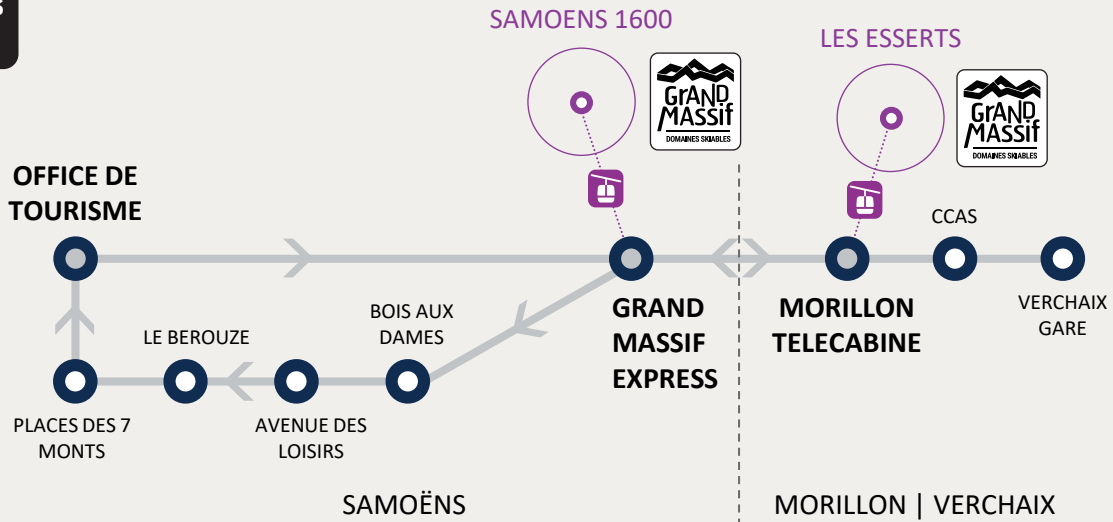 SAMOENS 1600
GrAND
MASSif
DOMAINES SKIABLES
LES ESSERTS
GrAND
MASSif
DOMAINES SKIABLES
OFFICE DE
TOURISME
CCAS
BOIS AUX
DAMES
LE BEROUZE
GRAND
MASSIF
EXPRESS
MORILLON
TELECABINE
VERCHAIX
GARE
PLACES DES 7
MONTS
AVENUE DES
LOISIRS
SAMOËNS
MORILLON | VERCHAIX